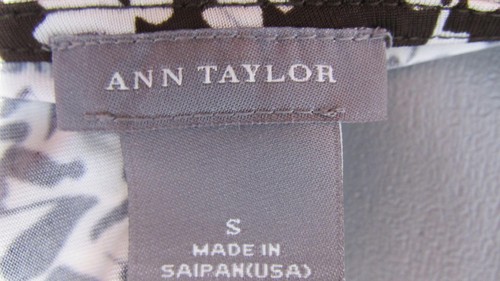 ANN TAYLOR
S
MADE IN
SAIPAN(USA)